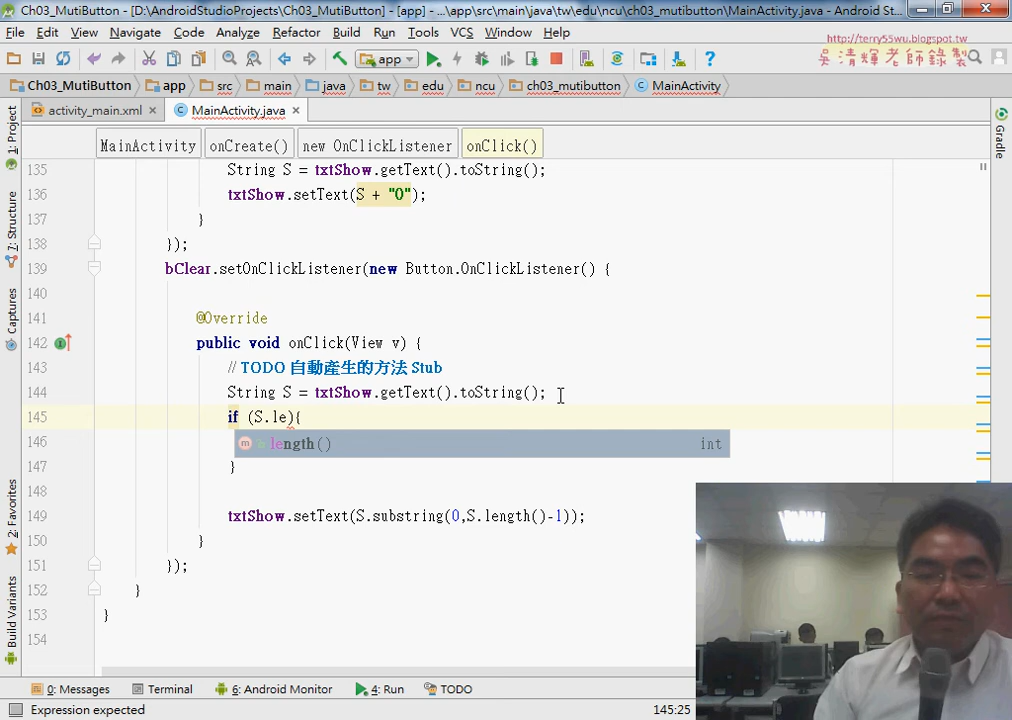 Ch03_MutiButton - [D:\AndroidStudioProjects\Ch03_MutiButton] - [app] - ...\app\src\main\java\tw\edu\ncu\ch03_mutibutton\MainActivity.java - Android St...
File Edit View Navigate Code Analyze Refactor Build Run Tools VCS Window Help
http://terry55wu.blogspot.tw
app
吳清輝老師錄製
Ch03_MutiButton app src main java tw edu ncu ch03_mutibutton MainActivity
activity_main.xml MainActivity.java
MainActivity onCreate() new OnClickListener onClick()
135 String S = txtShow.getText().toString();
136 txtShow.setText(S + "0");
137 }
138 });
139 bClear.setOnClickListener(new Button.OnClickListener() {
140
141 @Override
142 public void onClick(View v) {
143 // TODO 自動產生的方法 Stub
144 String S = txtShow.getText().toString();
145 if (S.le){
146 length() int
147 }
148
149 txtShow.setText(S.substring(0,S.length()-1));
150 }
151 });
152 }
153 }
154
1: Project
7: Structure
Captures
2: Favorites
Build Variants
Gradle
0: Messages Terminal 6: Android Monitor 4: Run TODO
Expression expected 145:25